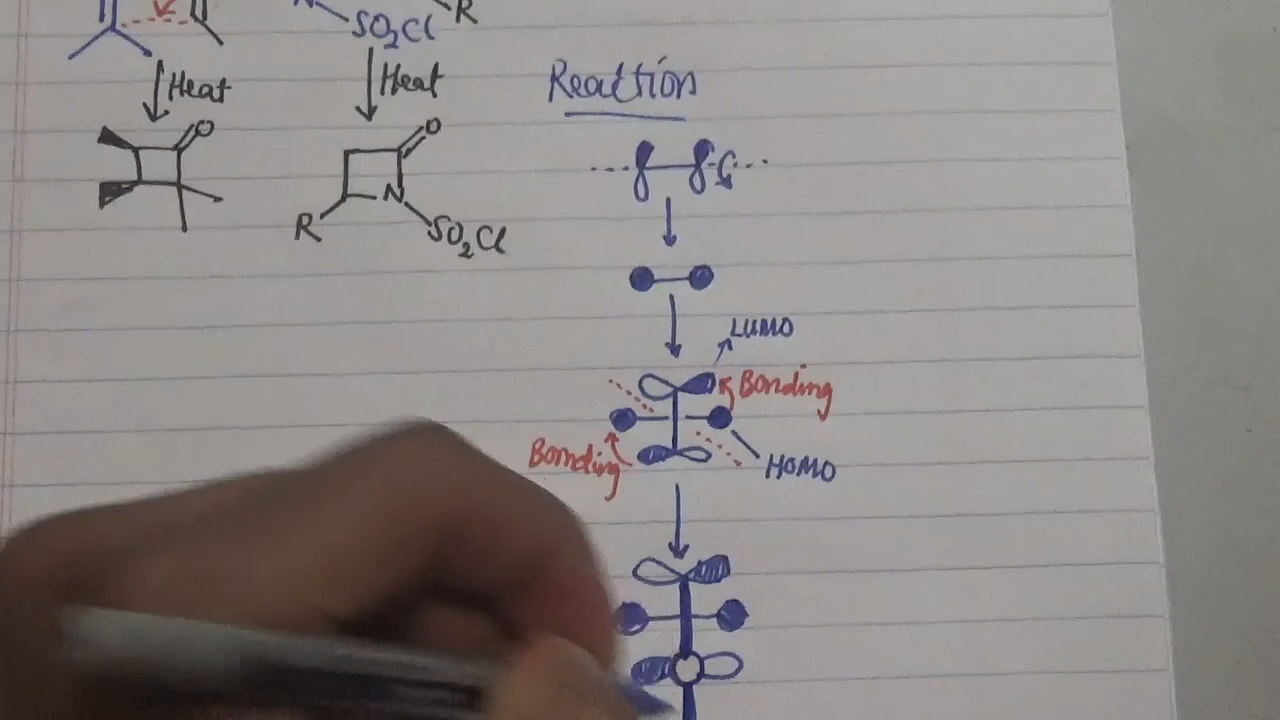 N
R
SO2Cl
Heat
Heat
Reaction
O
O
N
R
SO2Cl
LUMO
Bonding
Bonding
HOMO